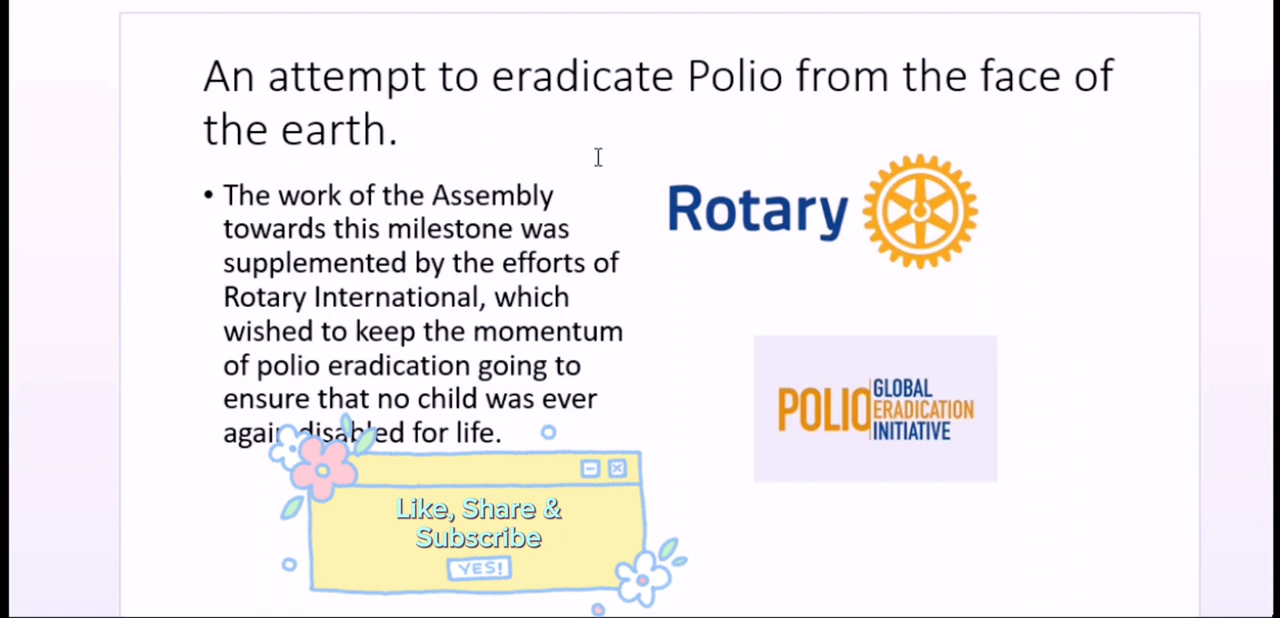 An attempt to eradicate Polio from the face of
the earth.
• The work of the Assembly
towards this milestone was
supplemented by the efforts of
Rotary International, which
wished to keep the momentum
of polio eradication going to
ensure that no child was ever
again disabled for life.
Rotary
POLIO GLOBAL
ERADICATION
INITIATIVE
Like, Share &
Subscribe
YES!